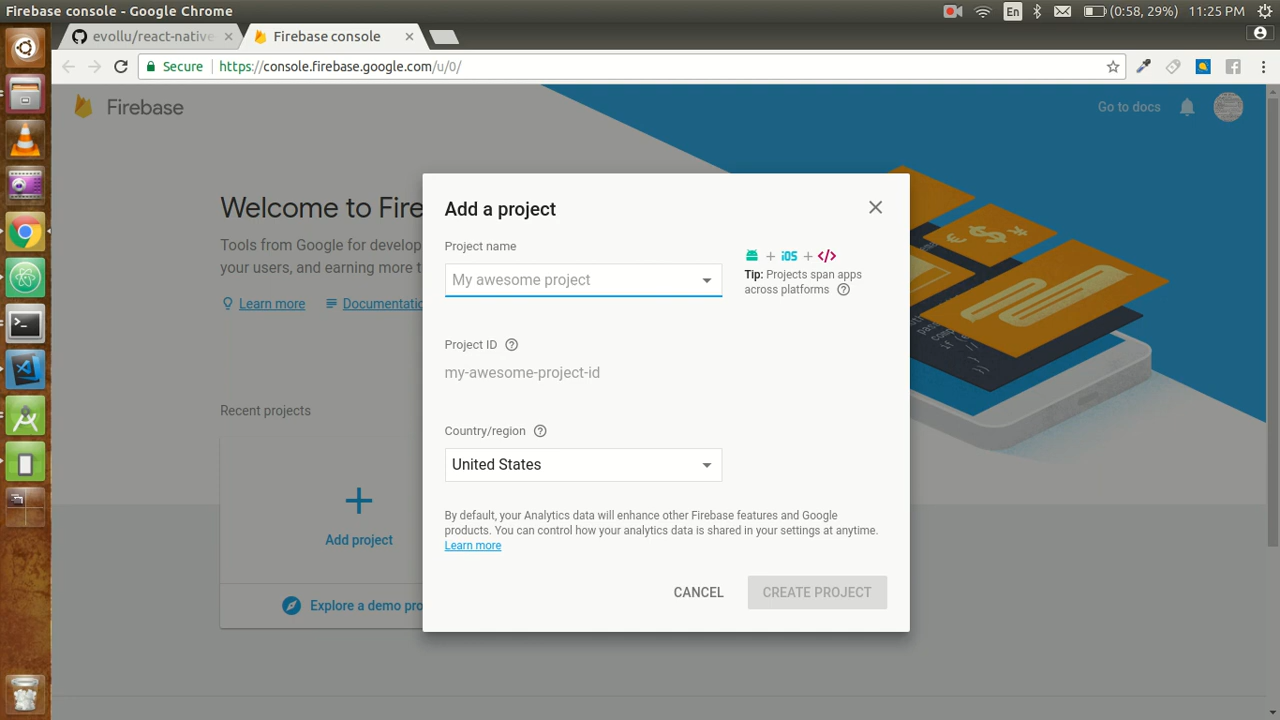 Firebase console - Google Chrome
En
(0:58, 29%)
11:25 PM
evollu/react-native
Firebase console
Secure
https://console.firebase.google.com/u/0/
Firebase
Go to docs
Welcome to Fire
Tools from Google for develop
your users, and earning more t
Learn more
Documentatio
Recent projects
Add project
Explore a demo pro
Add a project
Project name
My awesome project
+ iOS + </>
Tip: Projects span apps
across platforms
Project ID
my-awesome-project-id
Country/region
United States
By default, your Analytics data will enhance other Firebase features and Google
products. You can control how your analytics data is shared in your settings at anytime.
Learn more
CANCEL
CREATE PROJECT